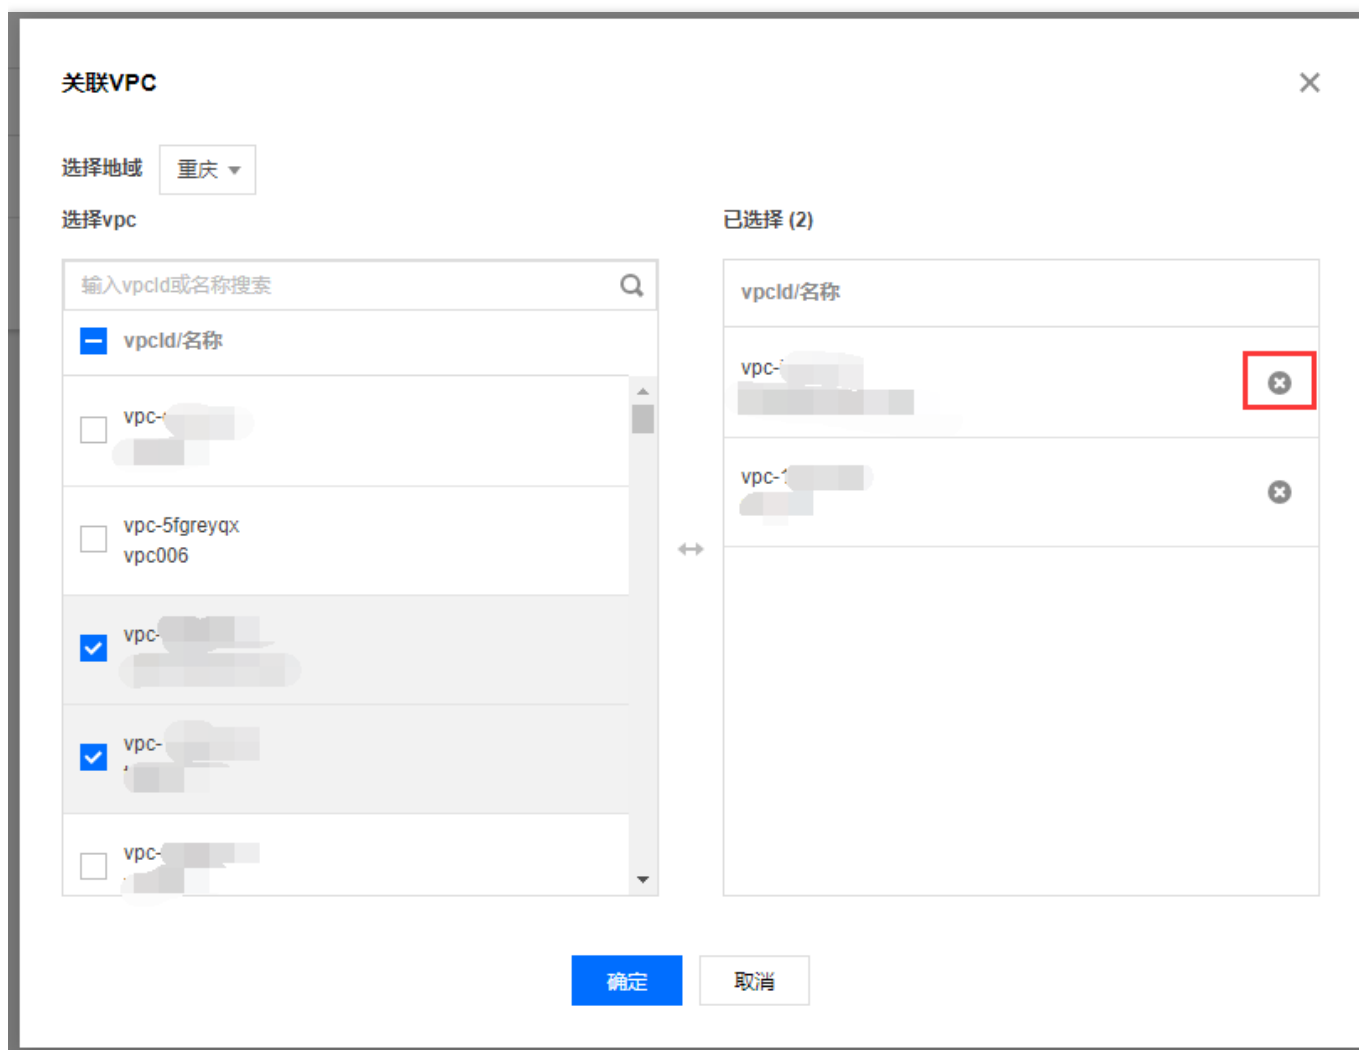 关联VPC
选择地域 重庆
选择vpc
输入vpcId或名称搜索
vpcId/名称
vpc-
vpc-5fgreyqx
vpc006
vpc-
vpc-
vpc-
已选择 (2)
vpcId/名称
vpc-
vpc-
确定 取消